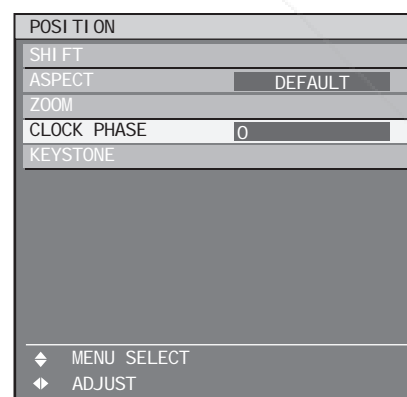 POSITION
SHIFT
ASPECT DEFAULT
ZOOM
CLOCK PHASE 0
KEYSTONE
MENU SELECT
ADJUST